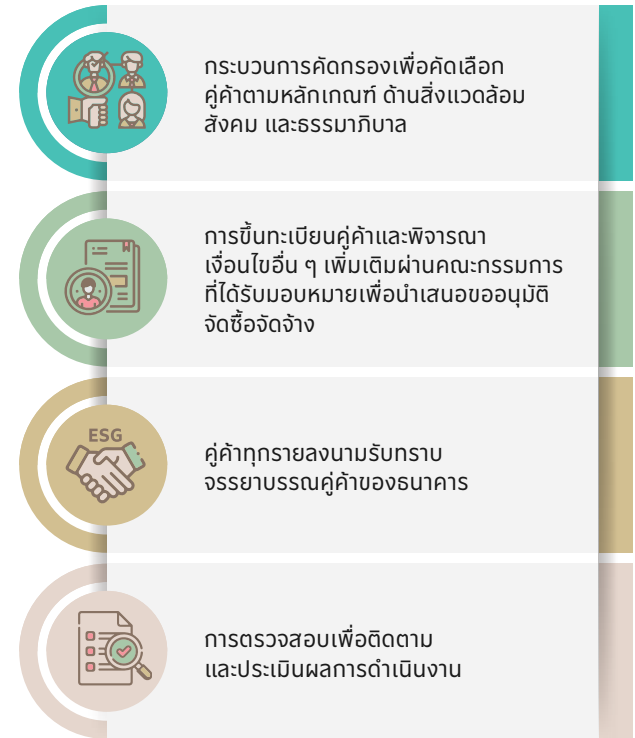 กระบวนการคัดกรองเพื่อคัดเลือก
คู่ค้าตามหลักเกณฑ์ ด้านสิ่งแวดล้อม
สังคม และธรรมาภิบาล
การขึ้นทะเบียนคู่ค้าและพิจารณา
เงื่อนไขอื่น ๆ เพิ่มเติมผ่านคณะกรรมการ
ที่ได้รับมอบหมายเพื่อนำเสนอขออนุมัติ
จัดซื้อจัดจ้าง
ESG
คู่ค้าทุกรายลงนามรับทราบ
จรรยาบรรณคู่ค้าของธนาคาร
การตรวจสอบเพื่อติดตาม
และประเมินผลการดำเนินงาน